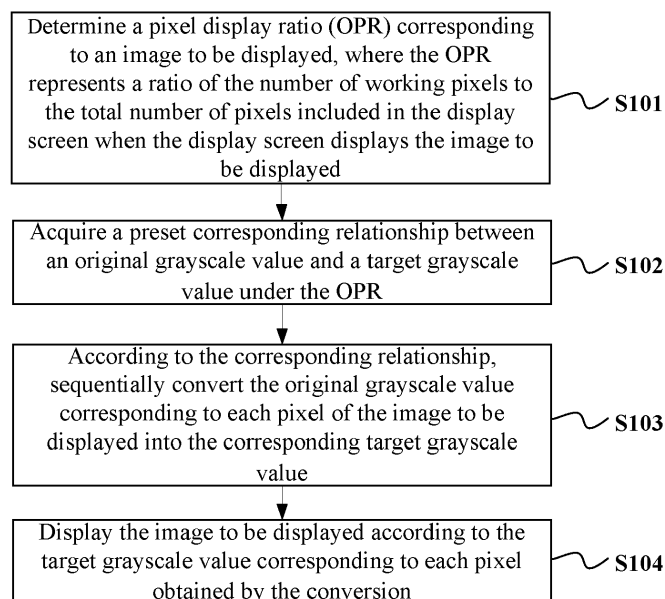 Determine a pixel display ratio (OPR) corresponding
to an image to be displayed, where the OPR
represents a ratio of the number of working pixels to
the total number of pixels included in the display
screen when the display screen displays the image to
be displayed
S101
Acquire a preset corresponding relationship between
an original grayscale value and a target grayscale
value under the OPR
S102
According to the corresponding relationship,
sequentially convert the original grayscale value
corresponding to each pixel of the image to be
displayed into the corresponding target grayscale
value
S103
Display the image to be displayed according to the
target grayscale value corresponding to each pixel
obtained by the conversion
S104